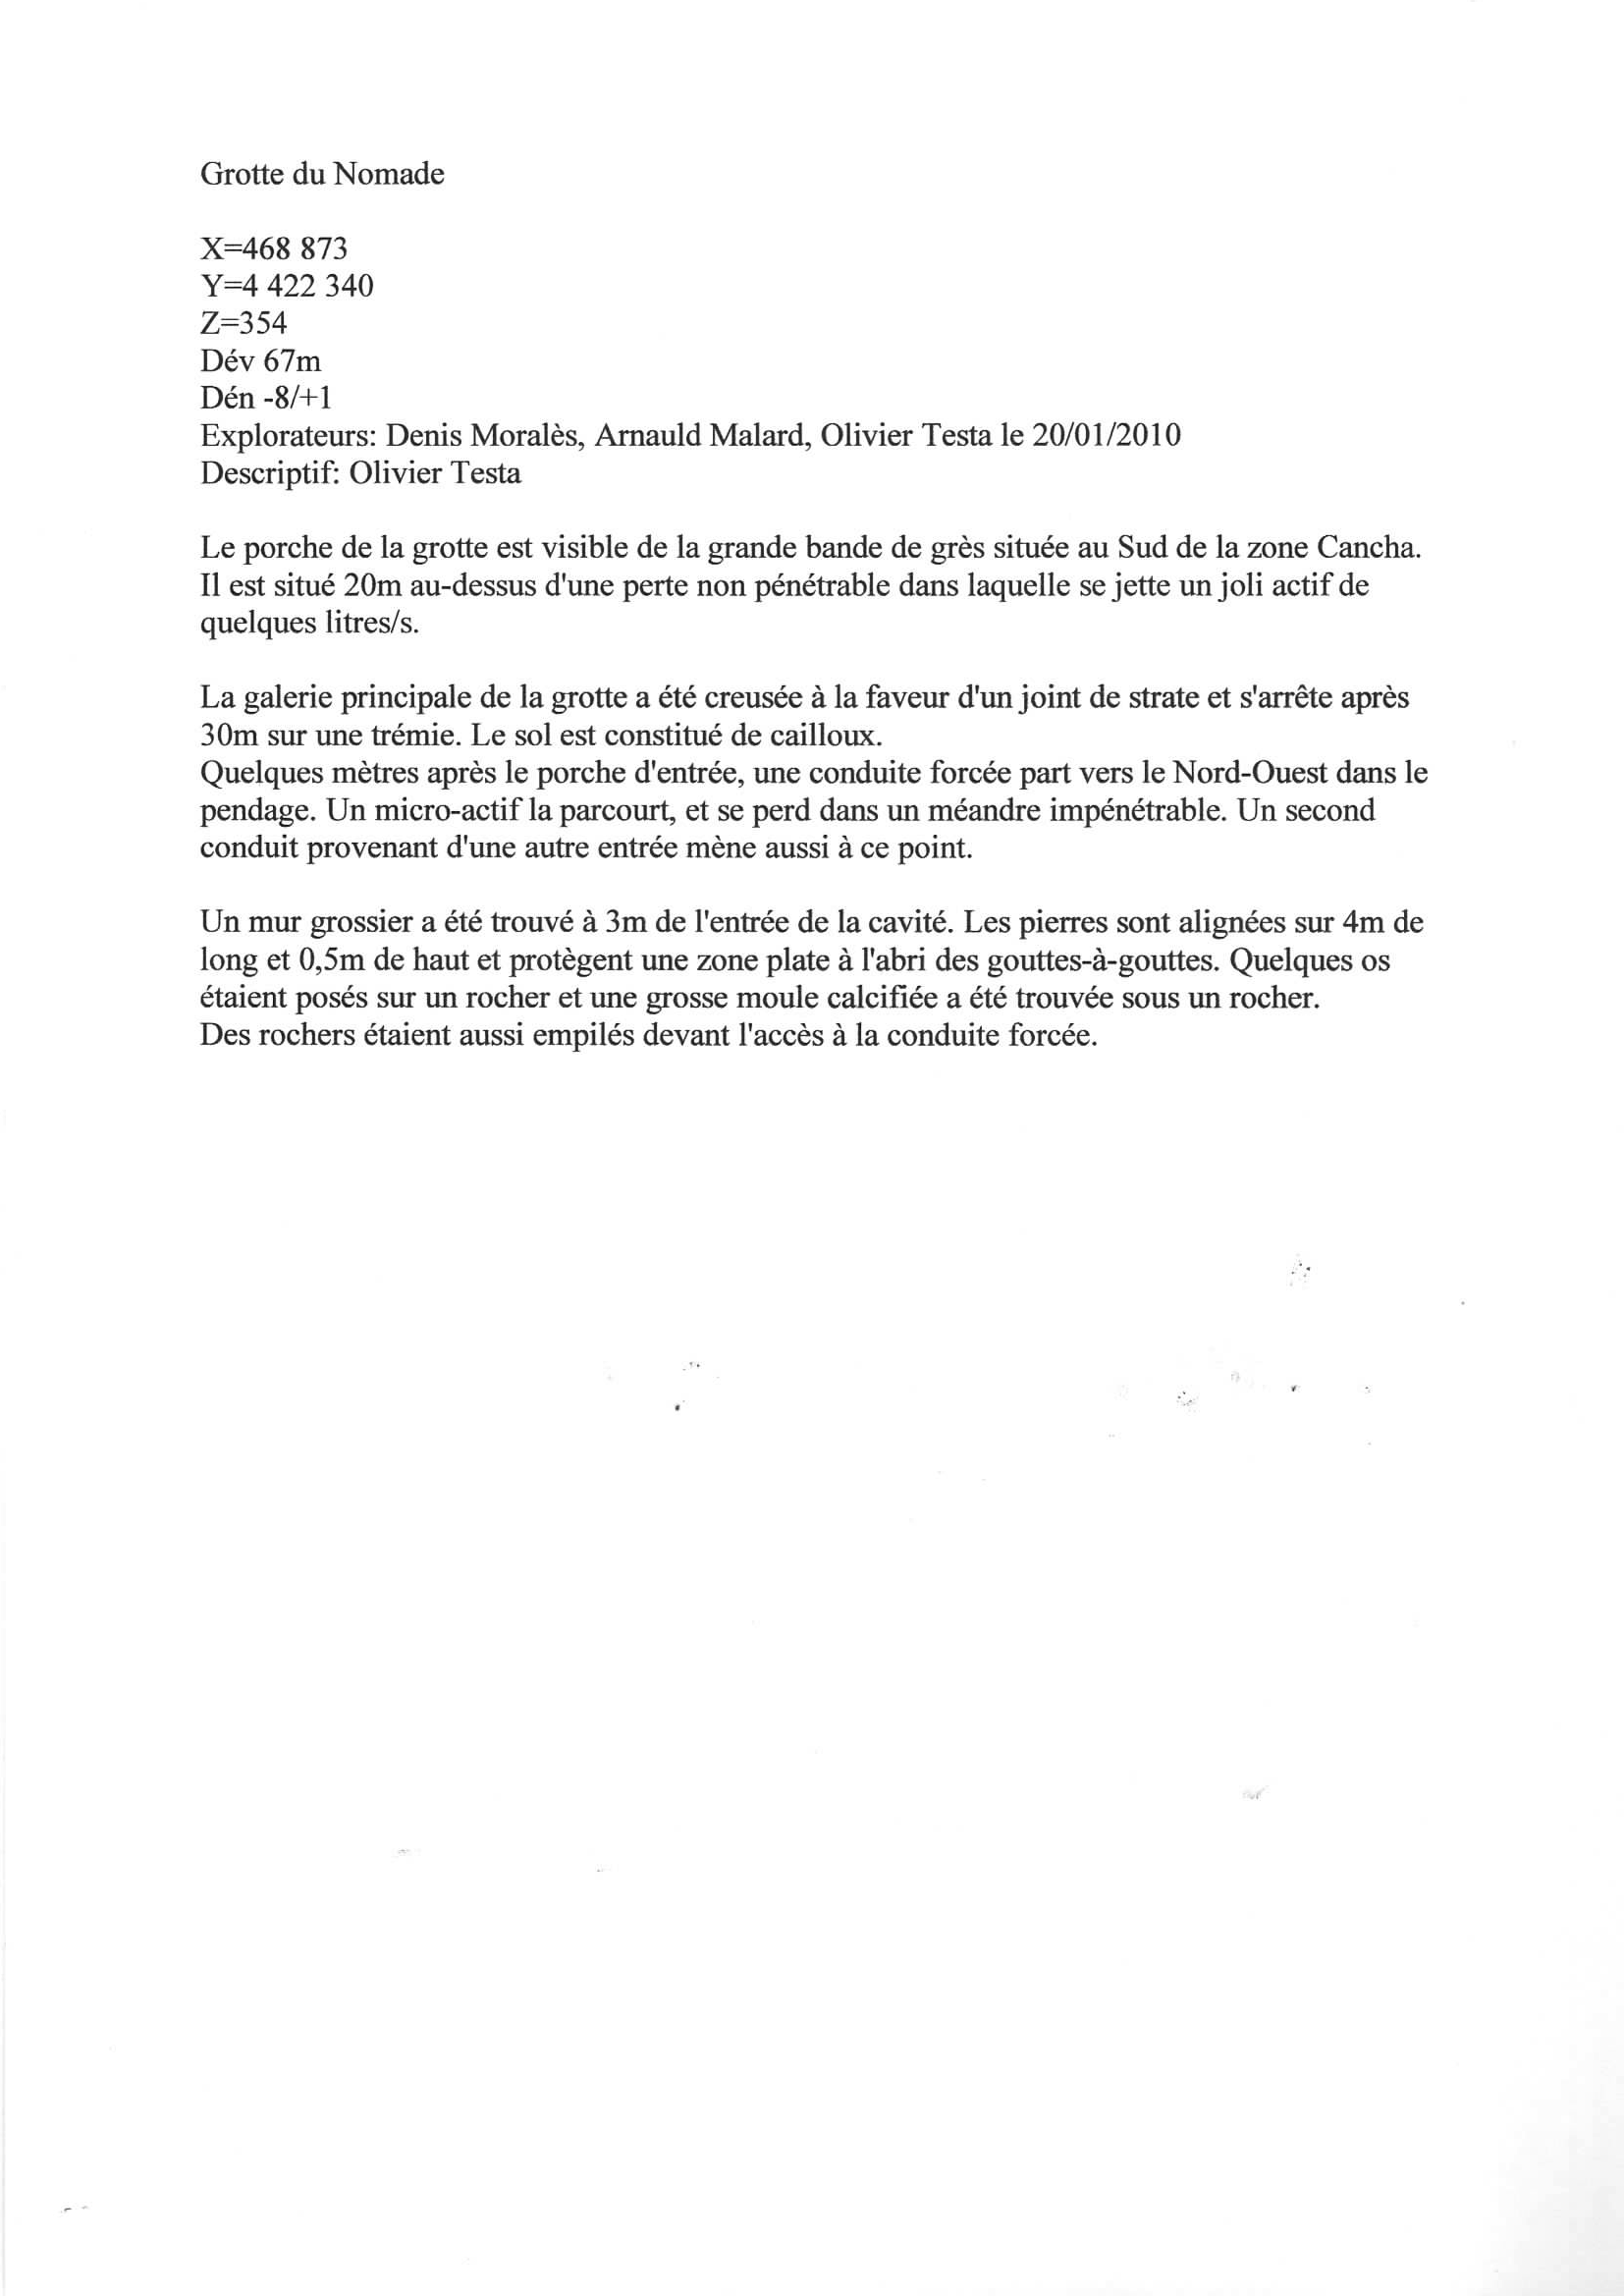 Grotte du Nomade
X=468 873
Y=4 422 340
Z=354
Dév 67m
Dén -8/+1
Explorateurs: Denis Moralès, Arnauld Malard, Olivier Testa le 20/01/2010
Descriptif: Olivier Testa
Le porche de la grotte est visible de la grande bande de grès située au Sud de la zone Cancha.
Il est situé 20m au-dessus d'une perte non pénétrable dans laquelle se jette un joli actif de
quelques litres/s.
La galerie principale de la grotte a été creusée à la faveur d'un joint de strate et s'arrête après
30m sur une trémie. Le sol est constitué de cailloux.
Quelques mètres après le porche d'entrée, une conduite forcée part vers le Nord-Ouest dans le
pendage. Un micro-actif la parcourt, et se perd dans un méandre impénétrable. Un second
conduit provenant d'une autre entrée mène aussi à ce point.
Un mur grossier a été trouvé à 3m de l'entrée de la cavité. Les pierres sont alignées sur 4m de
long et 0,5m de haut et protègent une zone plate à l'abri des gouttes-à-gouttes. Quelques os
étaient posés sur un rocher et une grosse moule calcifiée a été trouvée sous un rocher.
Des rochers étaient aussi empilés devant l'accès à la conduite forcée.